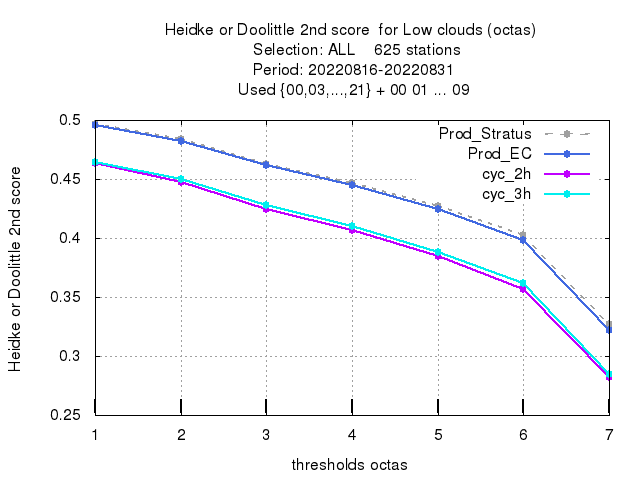 Heidke or Doolittle 2nd score  for Low clouds (octas)
Selection: ALL    625 stations
Period: 20220816-20220831
Used {00,03,...,21} + 00 01 ... 09
Heidke or Doolittle 2nd score
0.5
0.45
0.4
0.35
0.3
0.25
Prod_Stratus
Prod_EC
cyc_2h
cyc_3h
1 2 3 4 5 6 7
thresholds octas